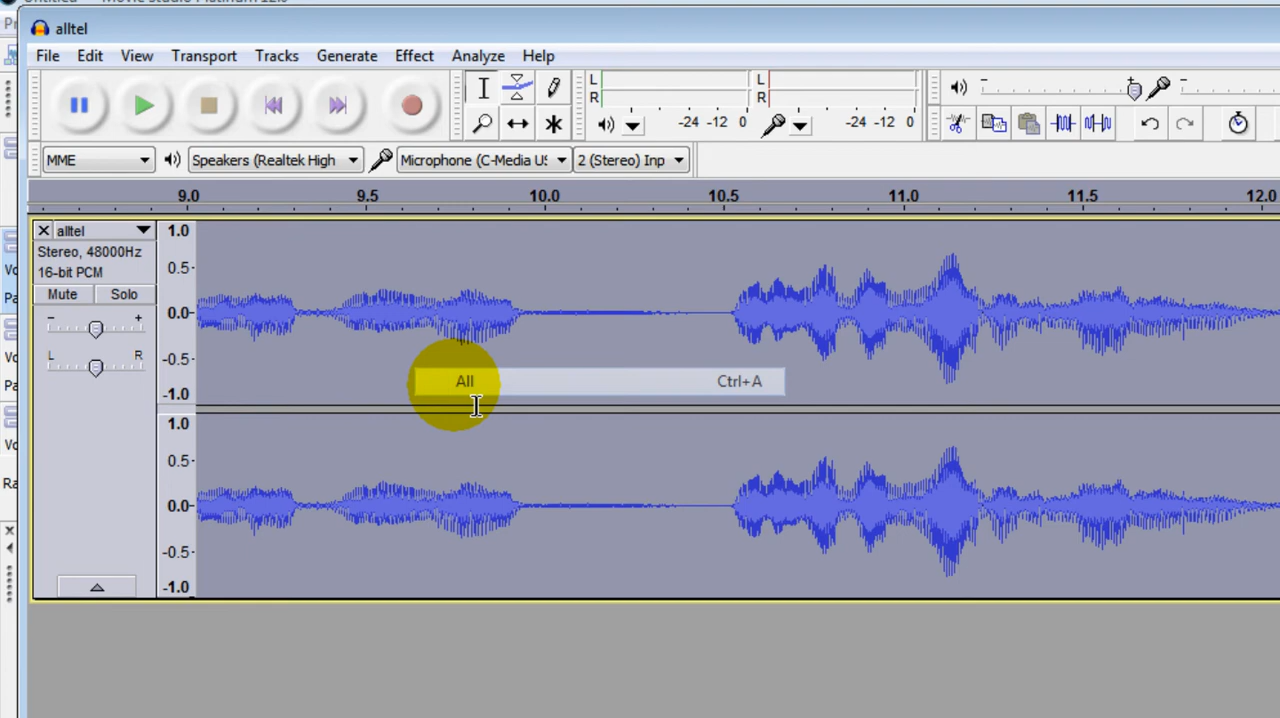 alltel
File Edit View Transport Tracks Generate Effect Analyze Help
L
R
-24 -12 0
L
R
-24 -12 0
MME
Speakers (Realtek High
Microphone (C-Media U
2 (Stereo) Inp
9.0 9.5 10.0 10.5 11.0 11.5 12.0
alltel
Stereo, 48000Hz
16-bit PCM
Mute Solo
- +
L R
1.0
0.5
0.0
-0.5
-1.0
1.0
0.5
0.0
-0.5
-1.0
All Ctrl+A